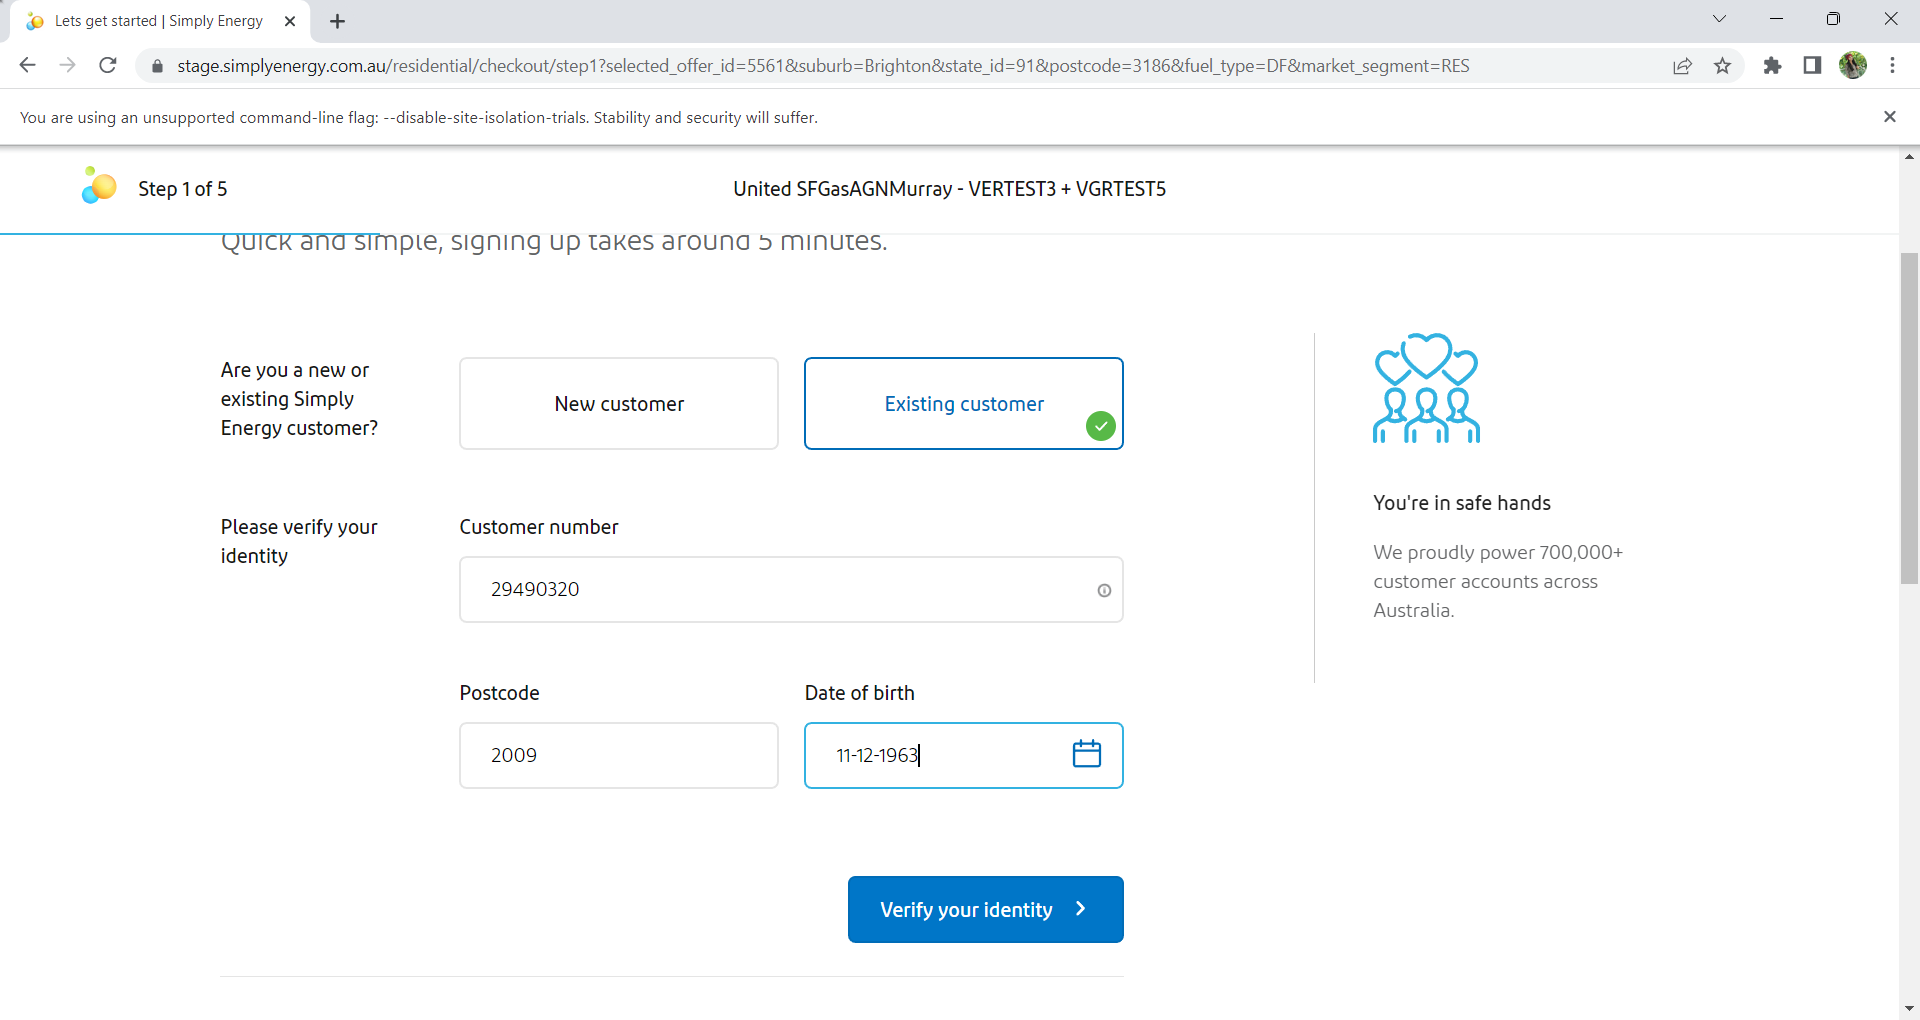 Lets get started | Simply Energy
stage.simplyenergy.com.au/residential/checkout/step1?selected_offer_id=5561&suburb=Brighton&state_id=91&postcode=3186&fuel_type=DF&market_segment=RES
You are using an unsupported command-line flag: --disable-site-isolation-trials. Stability and security will suffer.
Step 1 of 5
United SFGasAGNMurray - VERTEST3 + VGRTEST5
Quick and simple, signing up takes around 5 minutes.
Are you a new or
existing Simply
Energy customer?
New customer
Existing customer
Please verify your
identity
Customer number
29490320
Postcode
Date of birth
2009
11-12-1963
Verify your identity
You're in safe hands
We proudly power 700,000+
customer accounts across
Australia.